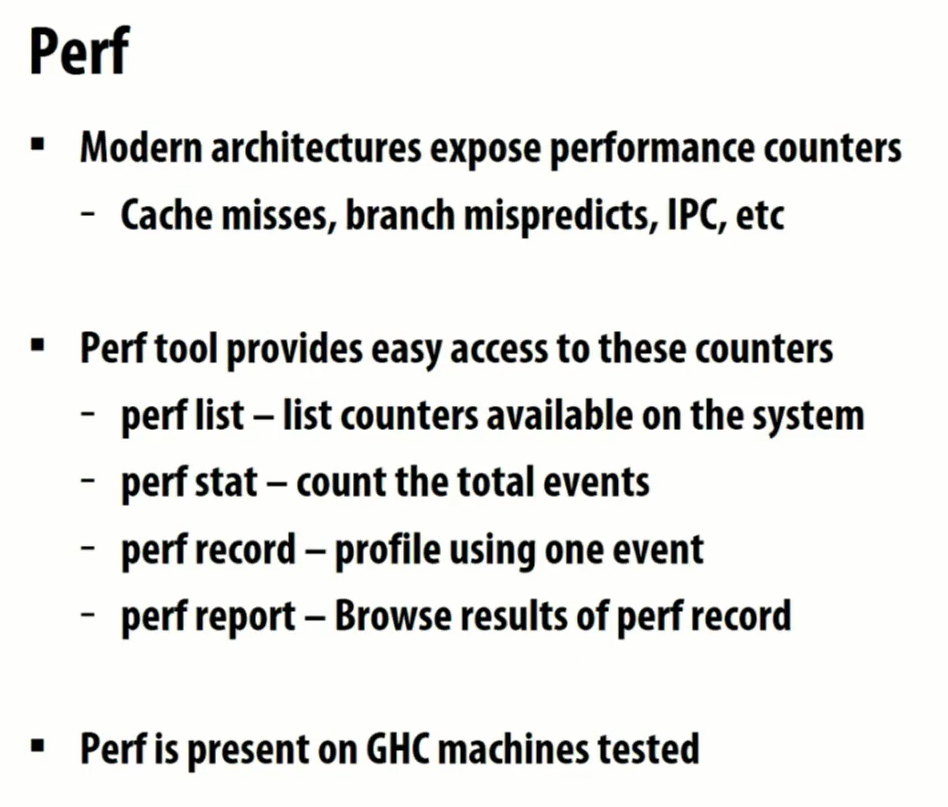 Perf
▪ Modern architectures expose performance counters
– Cache misses, branch mispredicts, IPC, etc
▪ Perf tool provides easy access to these counters
– perf list – list counters available on the system
– perf stat – count the total events
– perf record – profile using one event
– perf report – Browse results of perf record
▪ Perf is present on GHC machines tested